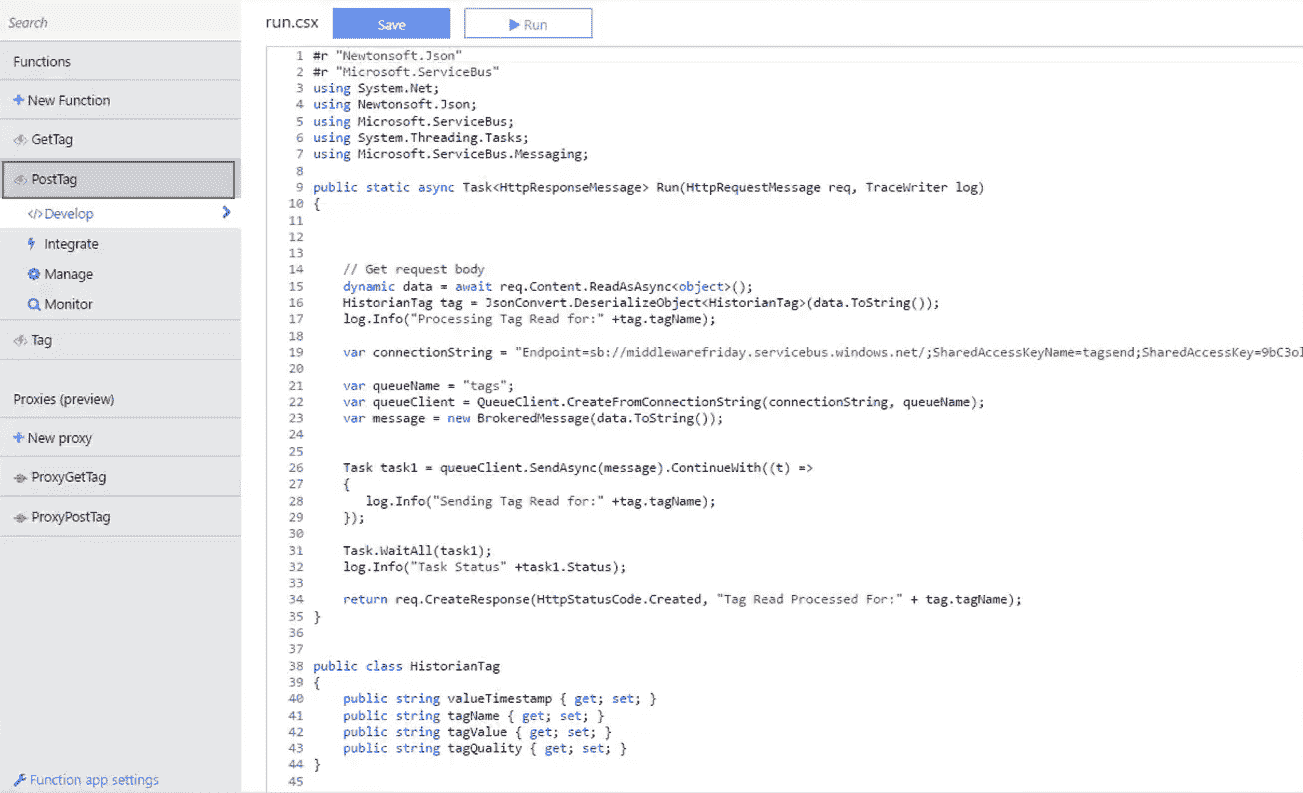 Search
Functions
New Function
GetTag
PostTag
</> Develop
Integrate
Manage
Monitor
Tag
Proxies (preview)
New proxy
ProxyGetTag
ProxyPostTag
Function app settings
run.csx
Save
Run
1 #r "Newtonsoft.Json"
2 #r "Microsoft.ServiceBus"
3 using System.Net;
4 using Newtonsoft.Json;
5 using Microsoft.ServiceBus;
6 using System.Threading.Tasks;
7 using Microsoft.ServiceBus.Messaging;
8
9 public static async Task<HttpResponseMessage> Run(HttpRequestMessage req, TraceWriter log)
10 {
11
12
13
14 // Get request body
15 dynamic data = await req.Content.ReadAsAsync<object>();
16 HistorianTag tag = JsonConvert.DeserializeObject<HistorianTag>(data.ToString());
17 log.Info("Processing Tag Read for:" +tag.tagName);
18
19 var connectionString = "Endpoint=sb://middlewarefriday.servicebus.windows.net/;SharedAccessKeyName=tagsend;SharedAccessKey=9bC3ol
20
21 var queueName = "tags";
22 var queueClient = QueueClient.CreateFromConnectionString(connectionString, queueName);
23 var message = new BrokeredMessage(data.ToString());
24
25
26 Task task1 = queueClient.SendAsync(message).ContinueWith((t) =>
27 {
28 log.Info("Sending Tag Read for:" +tag.tagName);
29 });
30
31 Task.WaitAll(task1);
32 log.Info("Task Status" +task1.Status);
33
34 return req.CreateResponse(HttpStatusCode.Created, "Tag Read Processed For:" + tag.tagName);
35 }
36
37
38 public class HistorianTag
39 {
40 public string valueTimestamp { get; set; }
41 public string tagName { get; set; }
42 public string tagValue { get; set; }
43 public string tagQuality { get; set; }
44 }
45